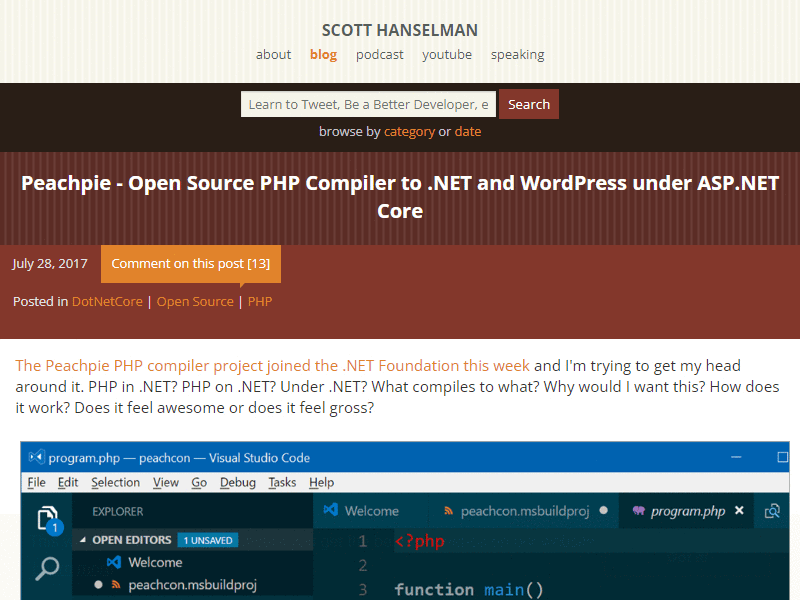 SCOTT HANSELMAN
about blog podcast youtube speaking
Learn to Tweet, Be a Better Developer, e Search
browse by category or date
Peachpie - Open Source PHP Compiler to .NET and WordPress under ASP.NET
Core
July 28, 2017 Comment on this post [13]
Posted in DotNetCore | Open Source | PHP
The Peachpie PHP compiler project joined the .NET Foundation this week and I'm trying to get my head
around it. PHP in .NET? PHP on .NET? Under .NET? What compiles to what? Why would I want this? How does
it work? Does it feel awesome or does it feel gross?
program.php — peachcon — Visual Studio Code
File Edit Selection View Go Debug Tasks Help
EXPLORER Welcome peachcon.msbuildproj program.php
1 OPEN EDITORS 1 UNSAVED 1 <?php
Welcome 2
peachcon.msbuildproj 3 function main()